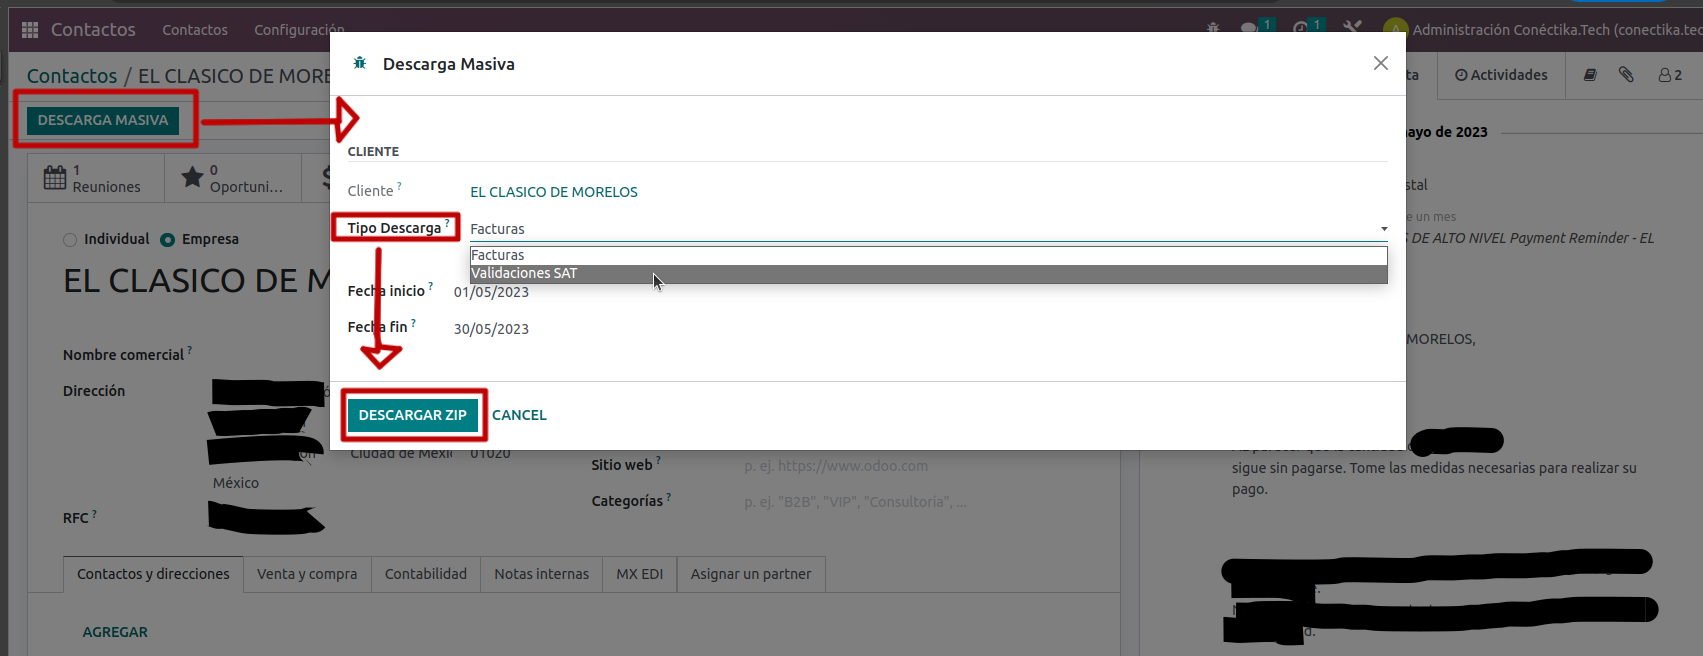 Contactos Contactos Configuración 1 1 Administración Conéctika.Tech (conectika.tec
Contactos / EL CLASICO DE MORE
ta Actividades 2
Descarga Masiva
DESCARGA MASIVA
ayo de 2023
CLIENTE
1 Reuniones
0 Oportuni...
$
Cliente ? EL CLASICO DE MORELOS
stal
Tipo Descarga ? Facturas
e un mes
Individual Empresa
S DE ALTO NIVEL Payment Reminder - EL
Facturas
Validaciones SAT
EL CLASICO DE M
Fecha inicio ? 01/05/2023
Fecha fin ? 30/05/2023
MORELOS,
Nombre comercial ?
Dirección
DESCARGAR ZIP CANCEL
Ciudad de Méxi 01020
México
Sitio web ? p. ej. https://www.odoo.com
Categorías ? p. ej. "B2B", "VIP", "Consultoría", ...
RFC ?
sigue sin pagarse. Tome las medidas necesarias para realizar su
pago.
Contactos y direcciones Venta y compra Contabilidad Notas internas MX EDI Asignar un partner
AGREGAR
d.